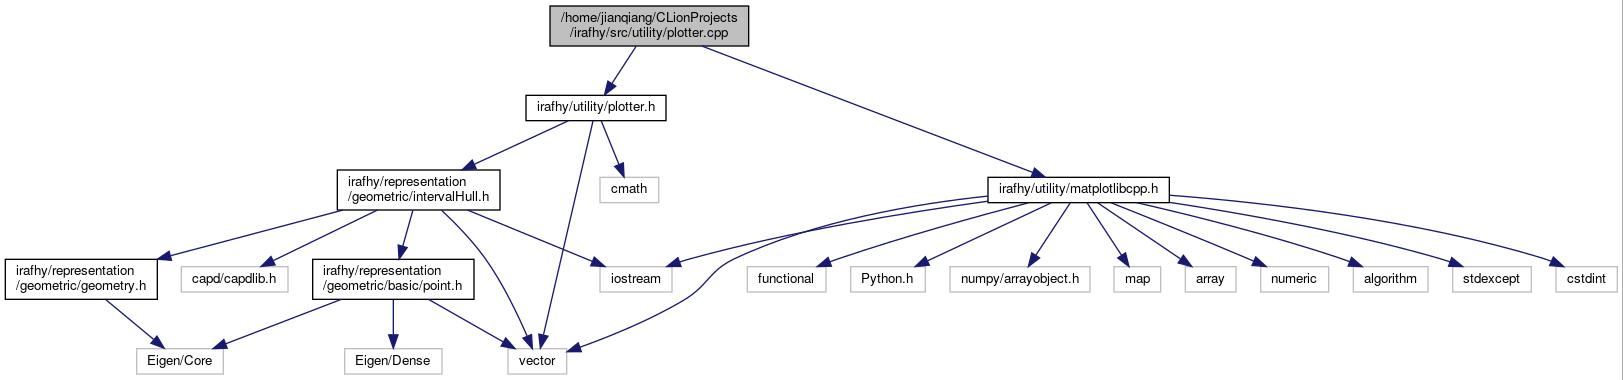 /home/jianqiang/CLionProjects
/irafhy/src/utility/plotter.cpp
irafhy/utility/plotter.h
irafhy/representation
/geometric/intervalHull.h
cmath
irafhy/utility/matplotlibcpp.h
irafhy/representation
/geometric/geometry.h
capd/capdlib.h
irafhy/representation
/geometric/basic/point.h
iostream
functional
Python.h
numpy/arrayobject.h
map
array
numeric
algorithm
stdexcept
cstdint
Eigen/Core
Eigen/Dense
vector